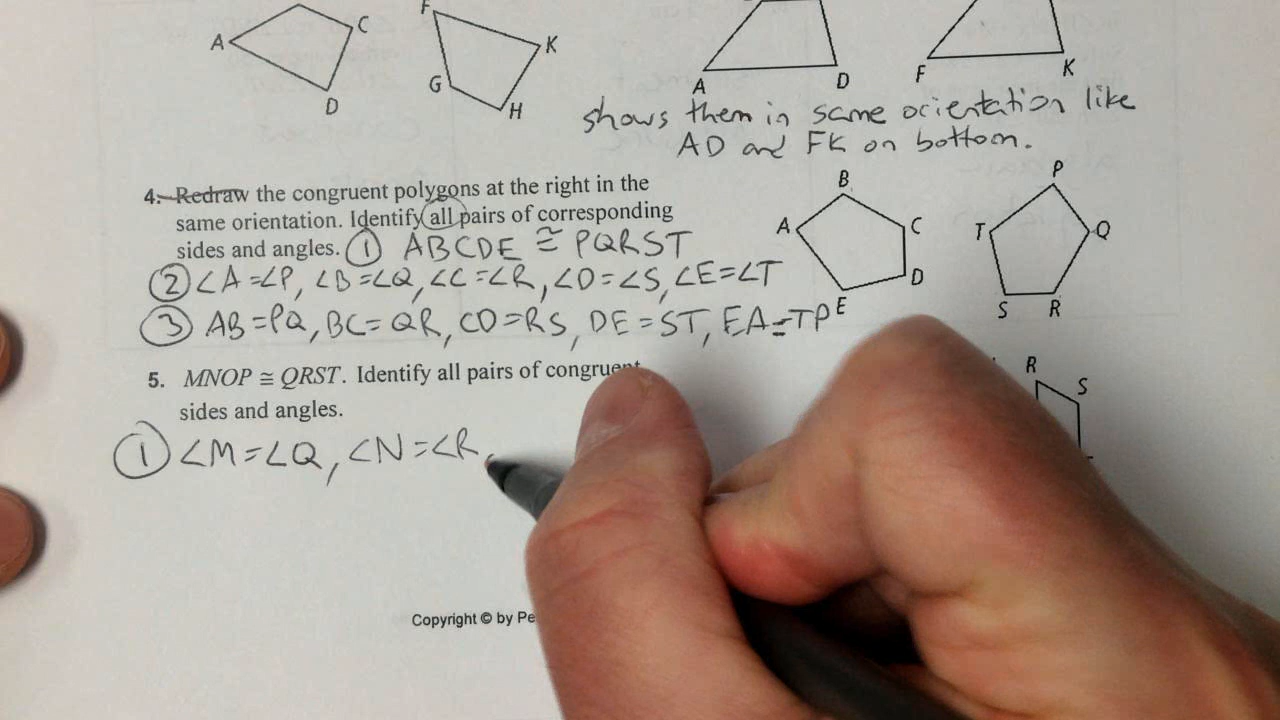 A
C
D
F
K
G
H
A
D
F
K
shows them in same orientation like
AD and FK on bottom.
4. Redraw the congruent polygons at the right in the
same orientation. Identify all pairs of corresponding
sides and angles. ① ABCDE ≅ PQRST
② ∠A=∠P, ∠B=∠Q, ∠C=∠R, ∠D=∠S, ∠E=∠T
③ AB=PQ, BC=QR, CD=RS, DE=ST, EA=TP
B
A
C
D
E
P
T
Q
S
R
5. MNOP ≅ QRST. Identify all pairs of congruent
sides and angles.
R
S
① ∠M=∠Q, ∠N=∠R
Copyright © by